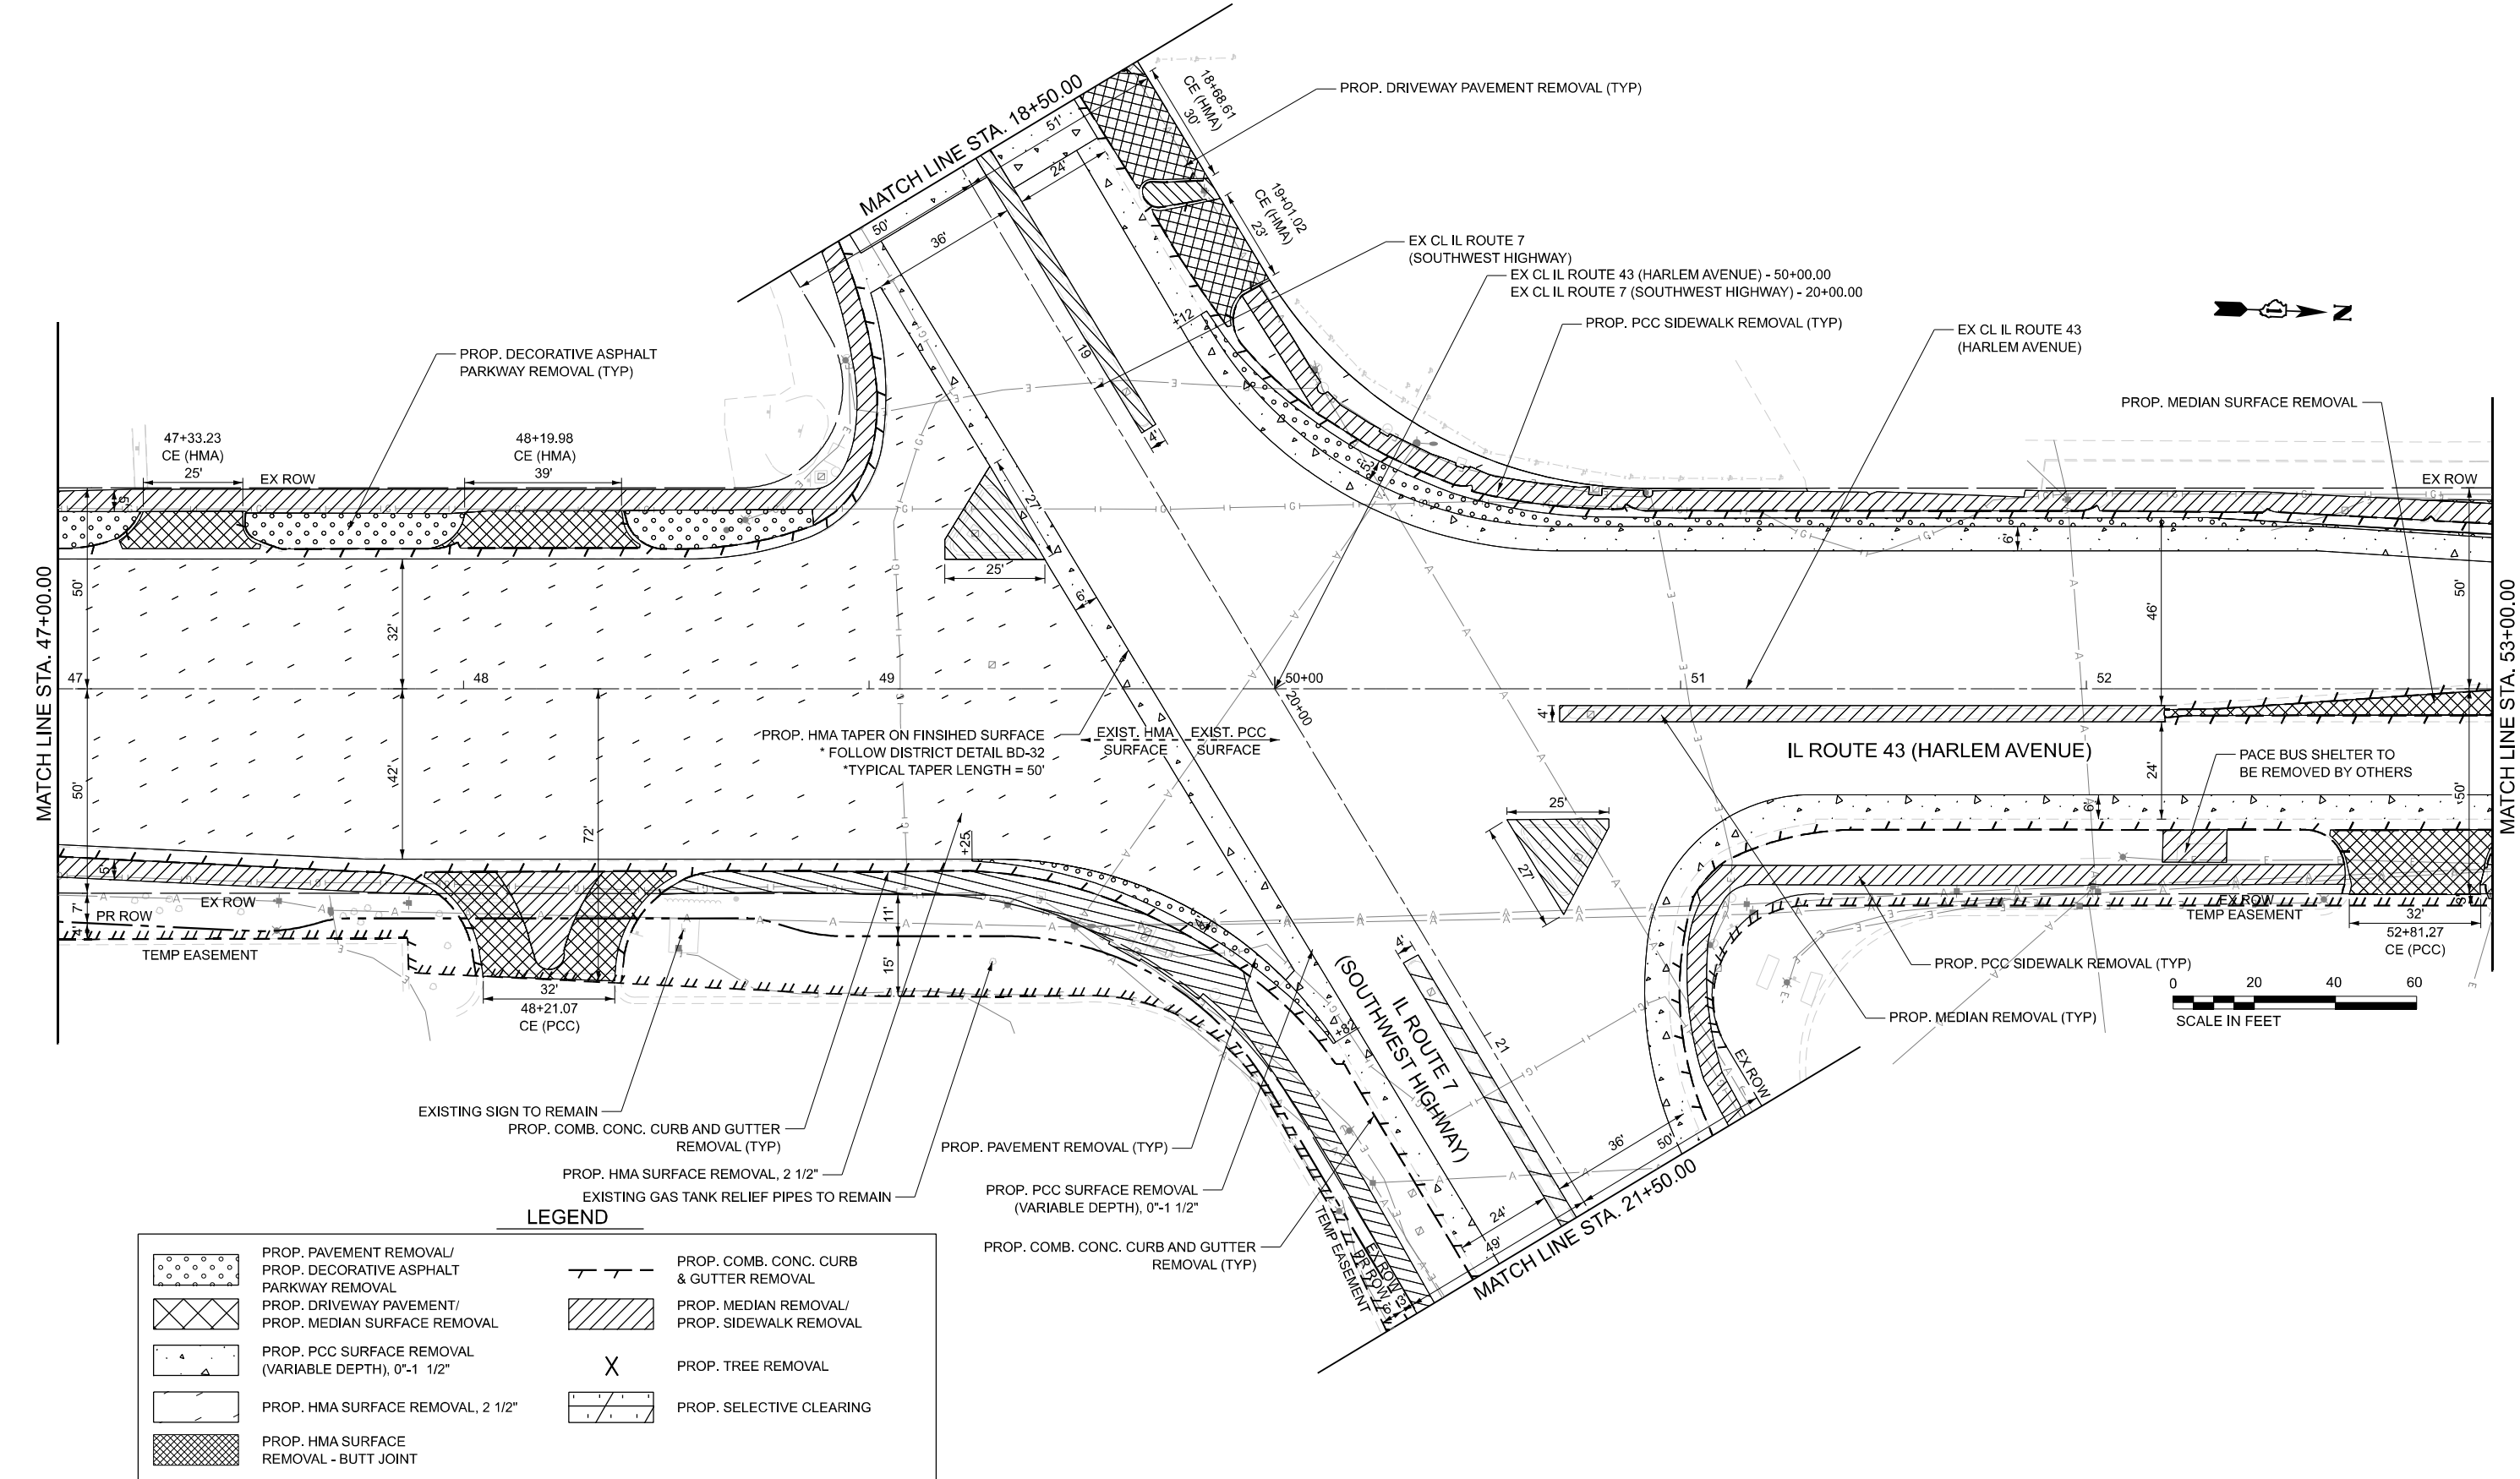 MATCH LINE STA. 18+50.00
51'
24'
50'
36'
18+68.61
CE (HMA)
30'
PROP. DRIVEWAY PAVEMENT REMOVAL (TYP)
19+01.02
CE (HMA)
23'
EX CL IL ROUTE 7
(SOUTHWEST HIGHWAY)
EX CL IL ROUTE 43 (HARLEM AVENUE) - 50+00.00
EX CL IL ROUTE 7 (SOUTHWEST HIGHWAY) - 20+00.00
N
+12
PROP. PCC SIDEWALK REMOVAL (TYP)
EX CL IL ROUTE 43
(HARLEM AVENUE)
19
PROP. DECORATIVE ASPHALT
PARKWAY REMOVAL (TYP)
PROP. MEDIAN SURFACE REMOVAL
4'
47+33.23
CE (HMA)
25'
48+19.98
CE (HMA)
39'
EX ROW
5'
27'
25'
5'
6'
EX ROW
6'
MATCH LINE STA. 47+00.00
50'
32'
46'
50'
MATCH LINE STA. 53+00.00
47
48
49
50+00
20+00
51
52
4'
PROP. HMA TAPER ON FINSIHED SURFACE
* FOLLOW DISTRICT DETAIL BD-32
*TYPICAL TAPER LENGTH = 50'
EXIST. HMA
SURFACE
EXIST. PCC
SURFACE
IL ROUTE 43 (HARLEM AVENUE)
PACE BUS SHELTER TO
BE REMOVED BY OTHERS
50'
42'
72'
24'
50'
25'
27'
6'
+25
5'
7'
4'
EX ROW
PR ROW
TEMP EASEMENT
11'
15'
4'
32'
48+21.07
CE (PCC)
+82
4'
(SOUTHWEST HIGHWAY)
IL ROUTE 7
21
EX ROW
TEMP EASEMENT
5'
32'
52+81.27
CE (PCC)
PROP. PCC SIDEWALK REMOVAL (TYP)
PROP. MEDIAN REMOVAL (TYP)
0 20 40 60
SCALE IN FEET
EX ROW
EXISTING SIGN TO REMAIN
PROP. COMB. CONC. CURB AND GUTTER
REMOVAL (TYP)
PROP. HMA SURFACE REMOVAL, 2 1/2"
EXISTING GAS TANK RELIEF PIPES TO REMAIN
PROP. PAVEMENT REMOVAL (TYP)
PROP. PCC SURFACE REMOVAL
(VARIABLE DEPTH), 0"-1 1/2"
PROP. COMB. CONC. CURB AND GUTTER
REMOVAL (TYP)
36'
50'
24'
49'
MATCH LINE STA. 21+50.00
TEMP EASEMENT
PR ROW
EX ROW
LEGEND
PROP. PAVEMENT REMOVAL/
PROP. DECORATIVE ASPHALT
PARKWAY REMOVAL
PROP. DRIVEWAY PAVEMENT/
PROP. MEDIAN SURFACE REMOVAL
PROP. PCC SURFACE REMOVAL
(VARIABLE DEPTH), 0"-1 1/2"
PROP. HMA SURFACE REMOVAL, 2 1/2"
PROP. HMA SURFACE
REMOVAL - BUTT JOINT
PROP. COMB. CONC. CURB
& GUTTER REMOVAL
PROP. MEDIAN REMOVAL/
PROP. SIDEWALK REMOVAL
PROP. TREE REMOVAL
PROP. SELECTIVE CLEARING